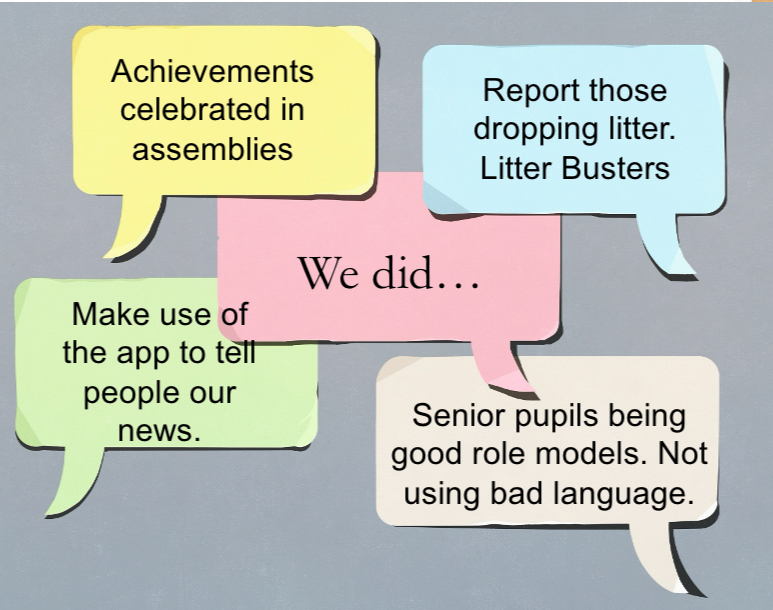 Achievements
celebrated in
assemblies
Report those
dropping litter.
Litter Busters
We did…
Make use of
the app to tell
people our
news.
Senior pupils being
good role models. Not
using bad language.